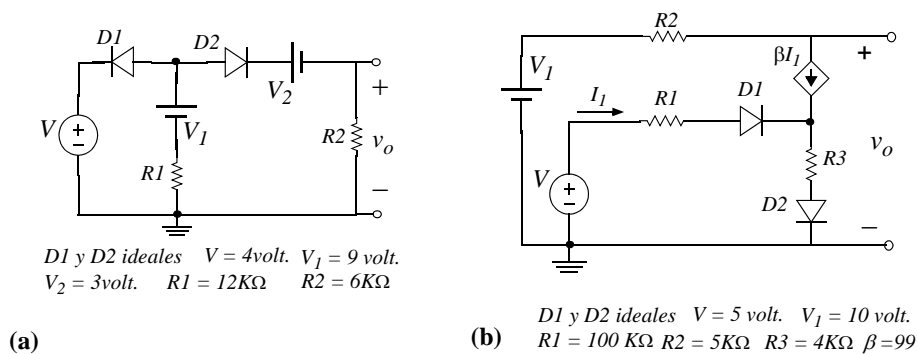 D1
D2
V
+
−
V1
V2
R1
R2
+
vo
−
D1 y D2 ideales V = 4volt. V1 = 9 volt.
V2 = 3volt. R1 = 12KΩ R2 = 6KΩ
(a)
R2
V1
I1
R1
D1
βI1
+
V
+
−
R3
D2
vo
−
D1 y D2 ideales V = 5 volt. V1 = 10 volt.
R1 = 100 KΩ R2 = 5KΩ R3 = 4KΩ β =99
(b)